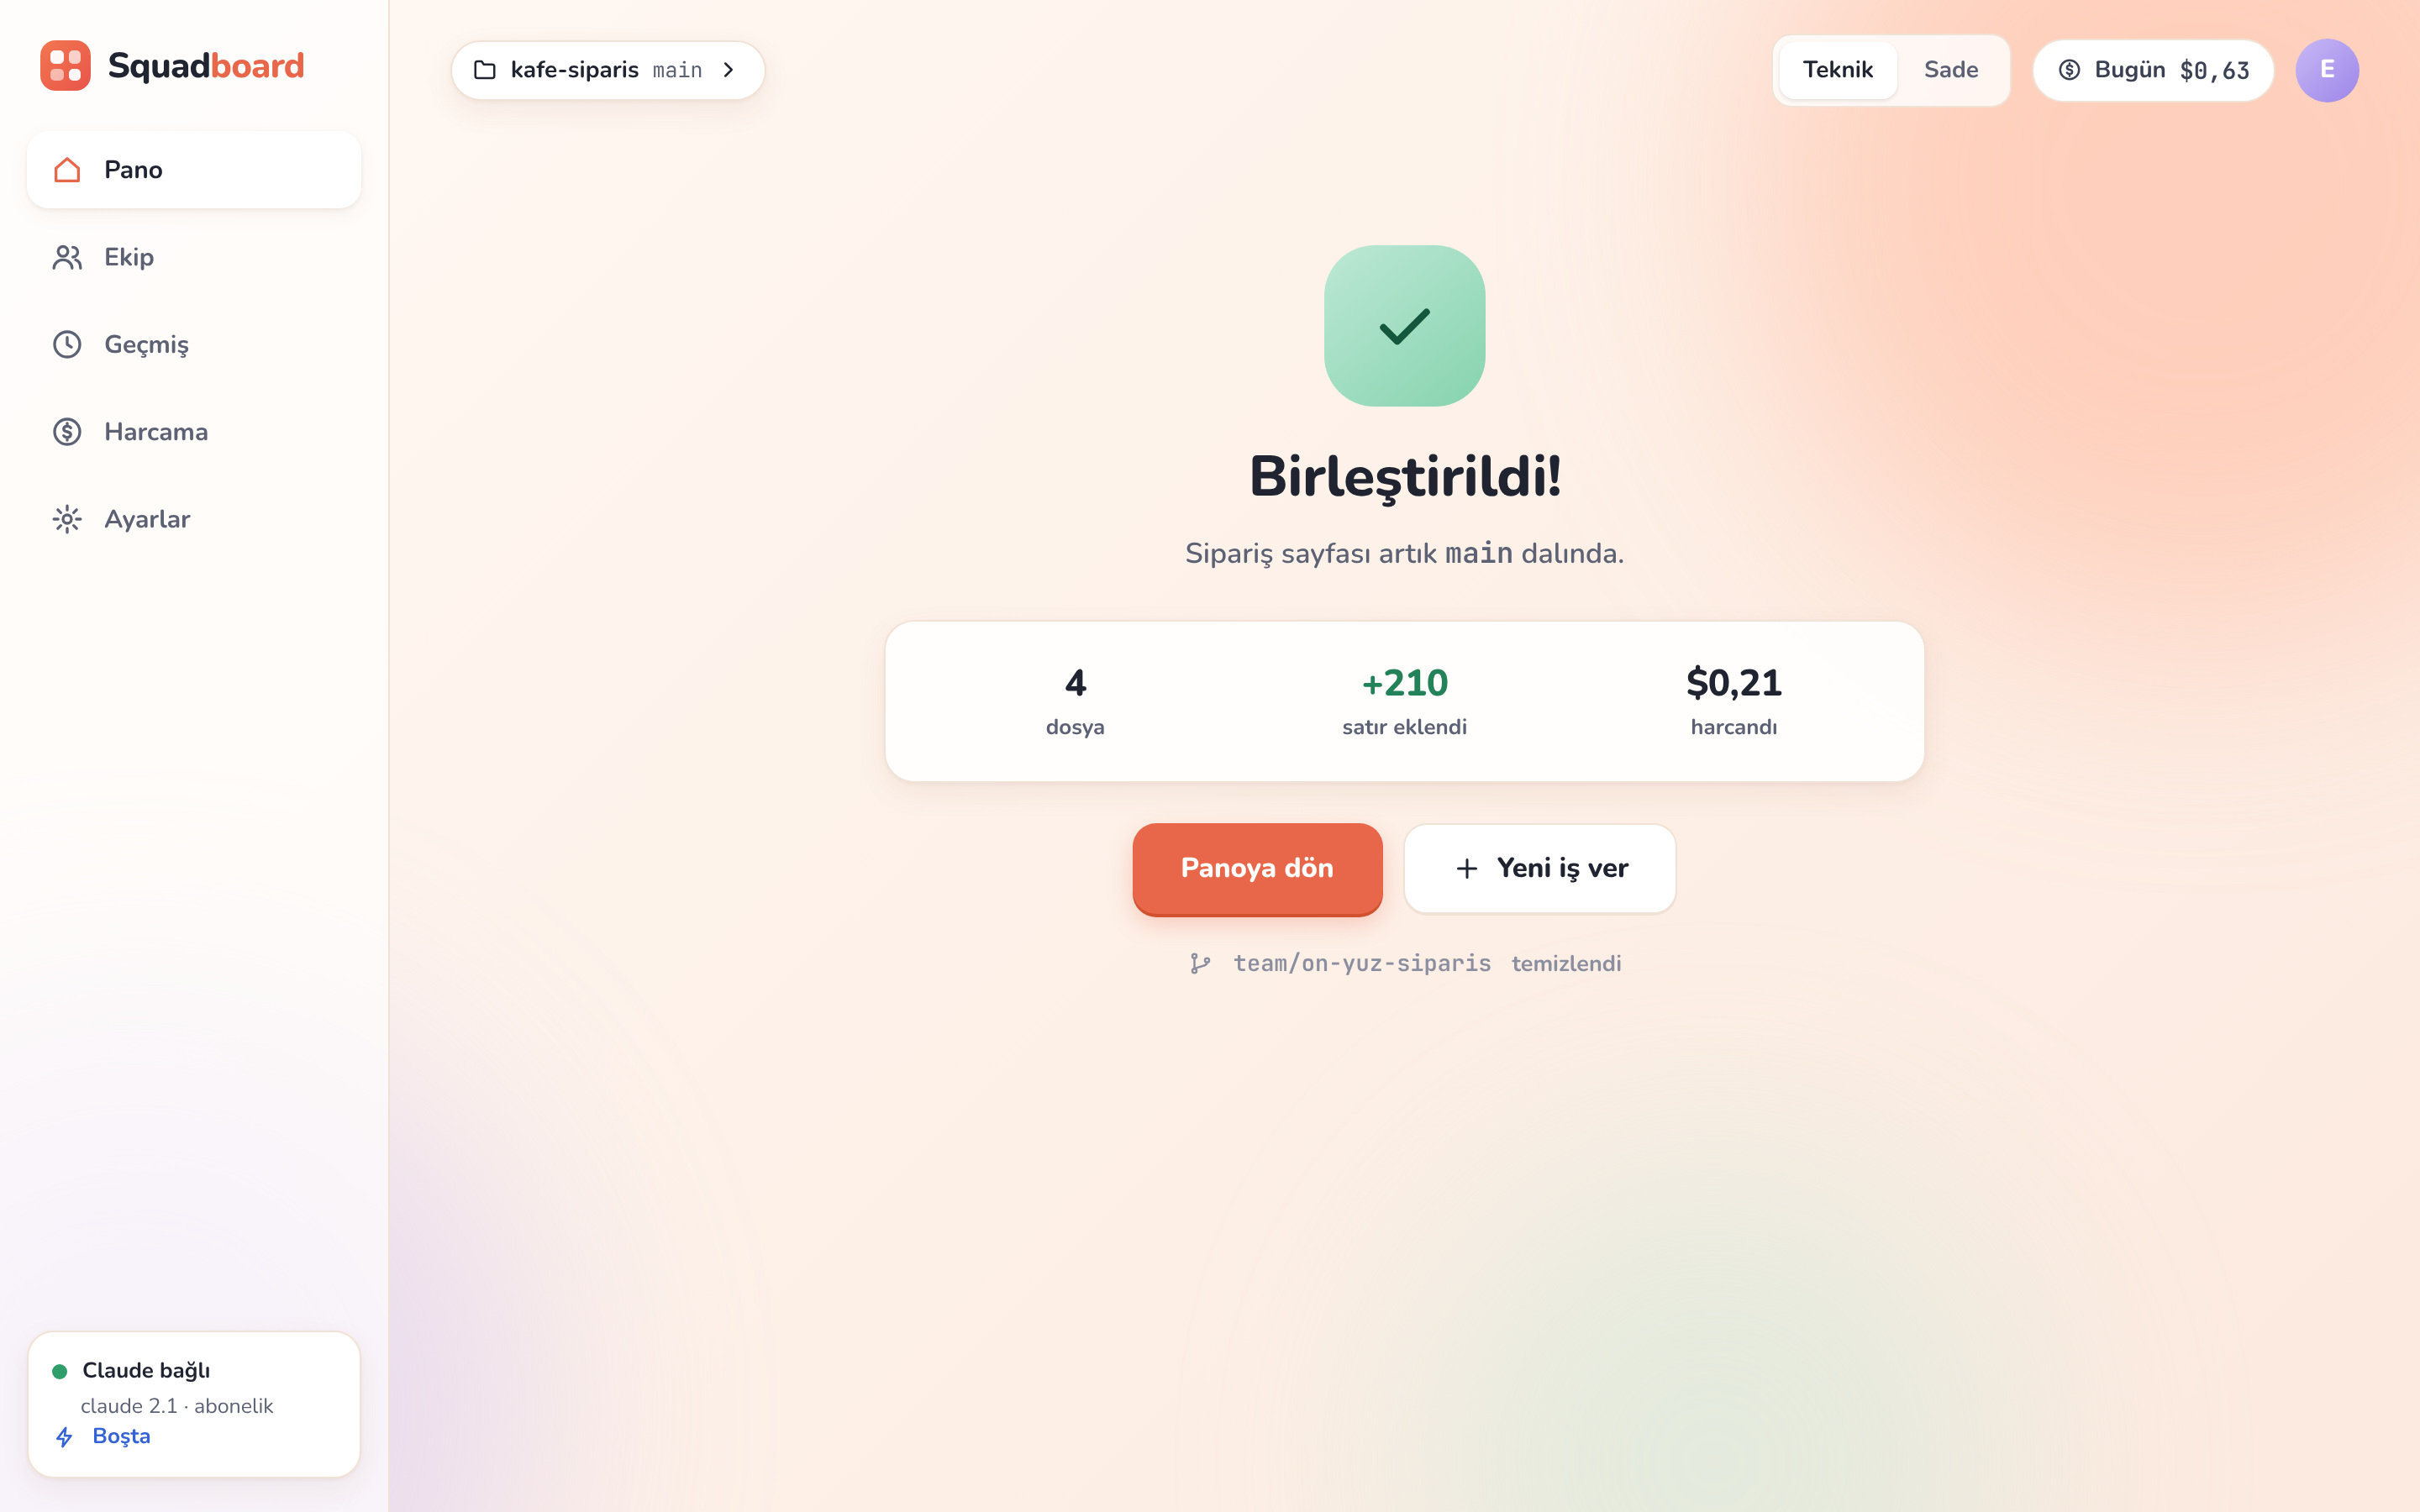 Squadboard
kafe-siparis main
Teknik
Sade
Bugün $0,63
E
Pano
Ekip
Geçmiş
Harcama
Ayarlar
Birleştirildi!
Sipariş sayfası artık main dalında.
4
dosya
+210
satır eklendi
$0,21
harcandı
Panoya dön
Yeni iş ver
team/on-yuz-siparis temizlendi
Claude bağlı
claude 2.1 · abonelik
Boşta